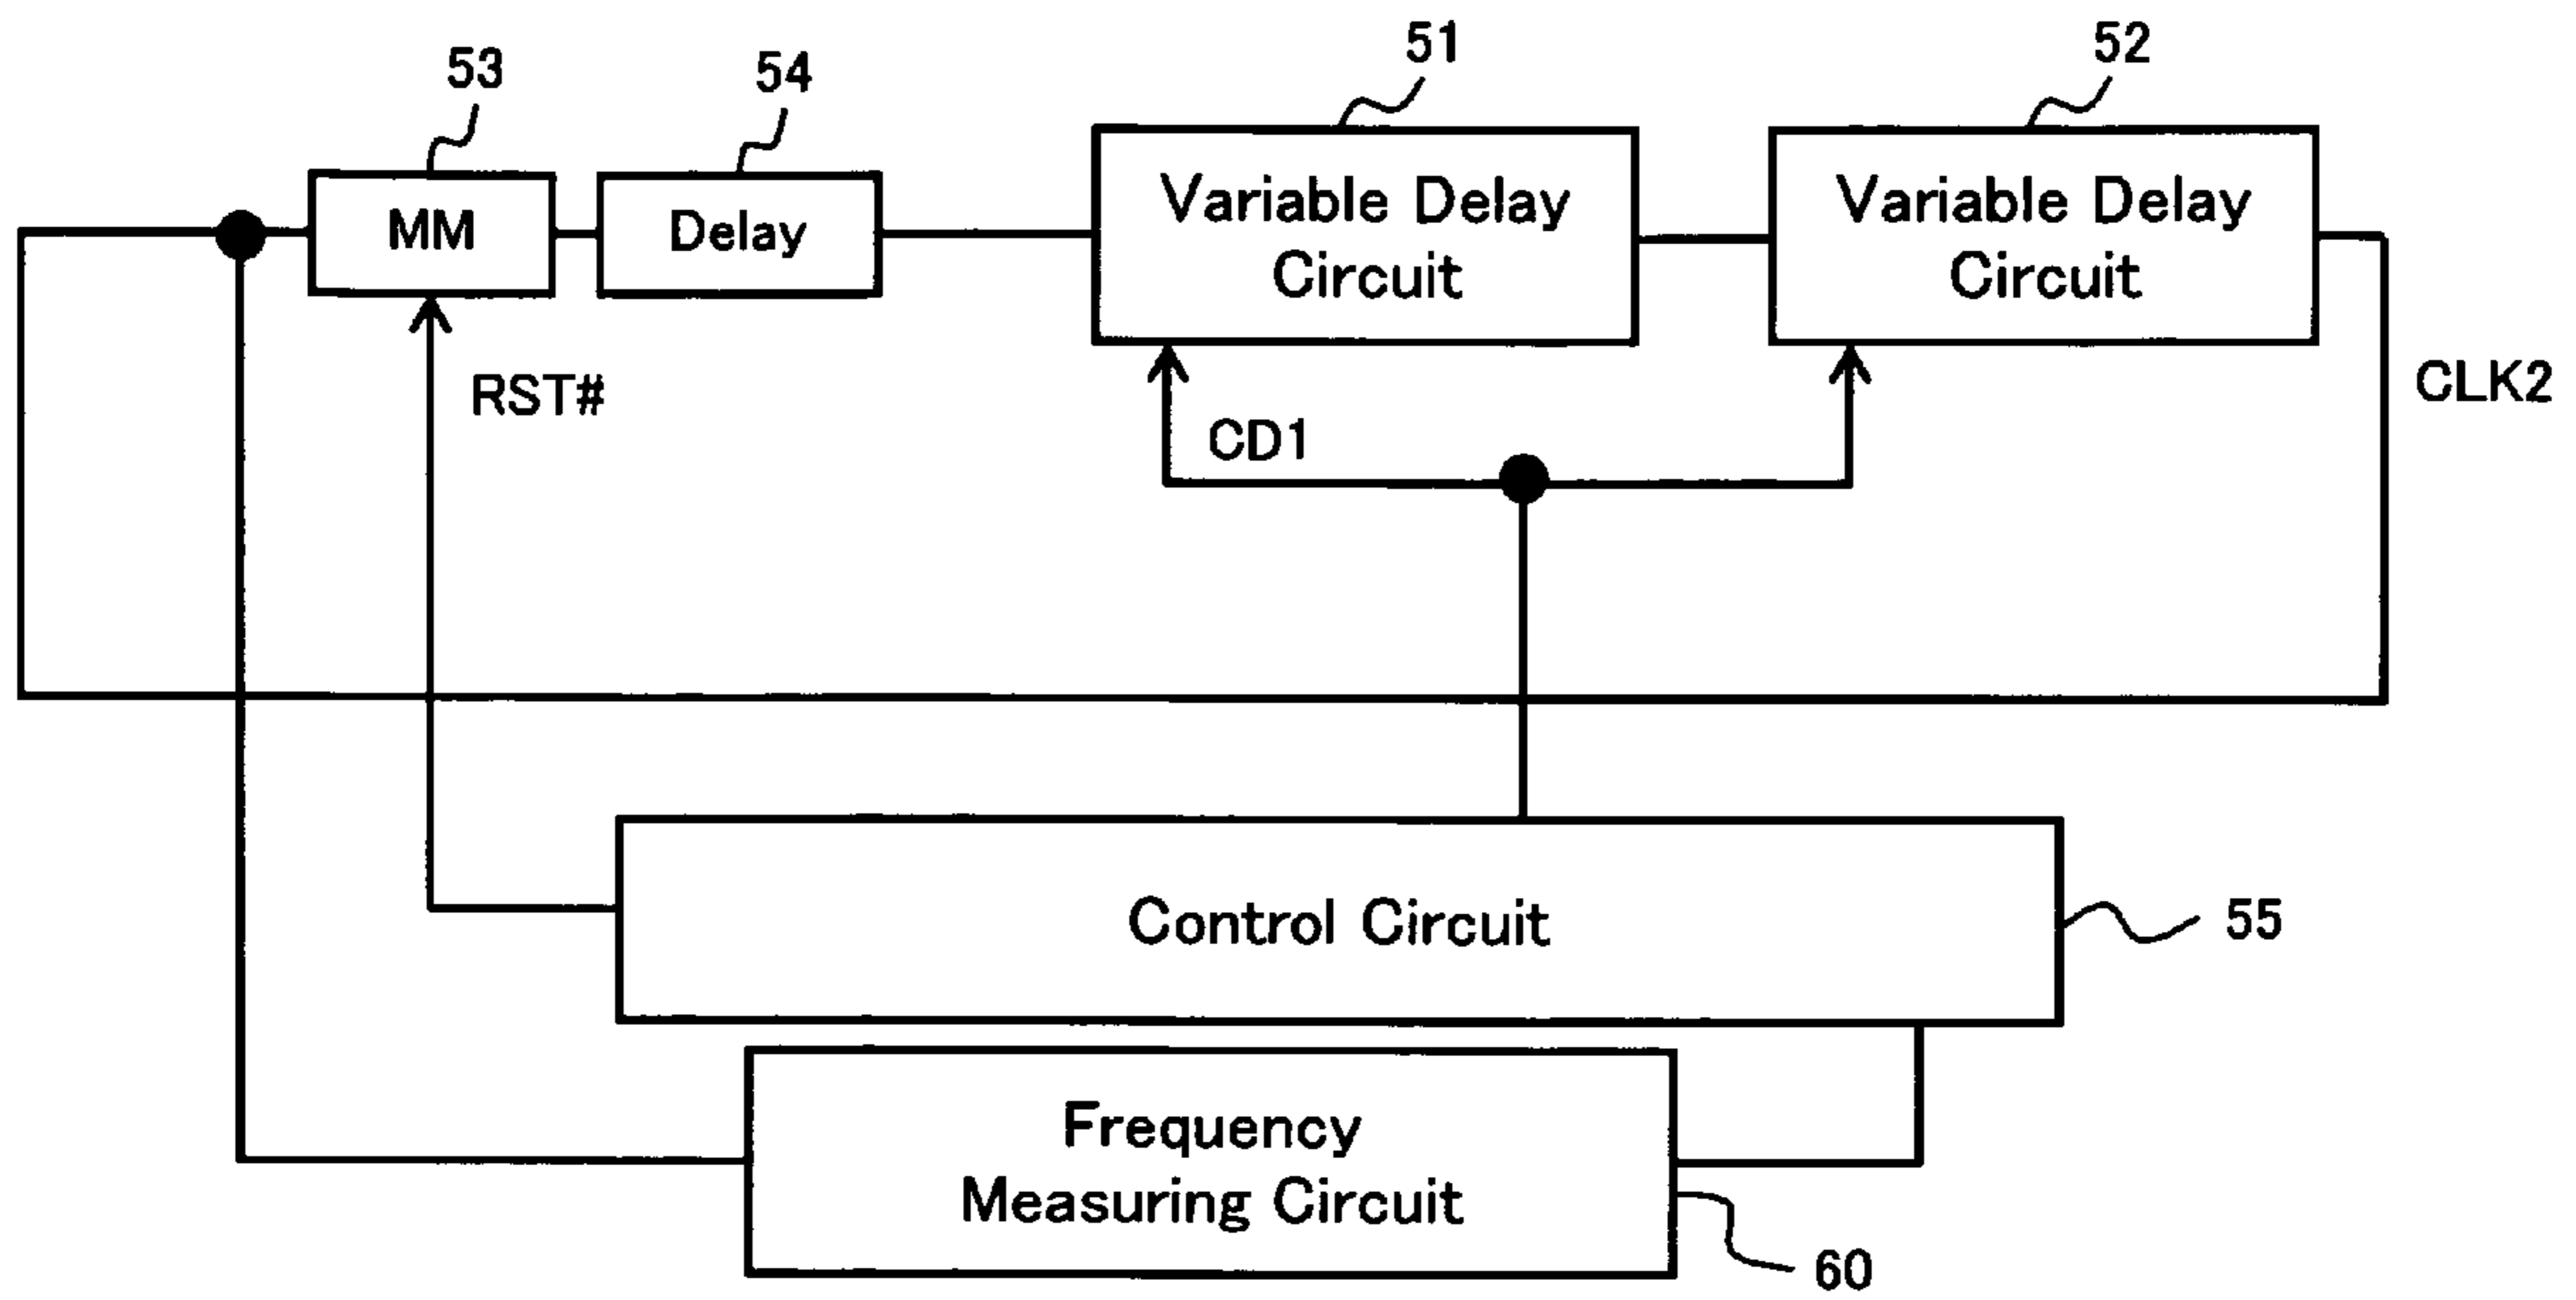 53
54
51
52
MM
Delay
Variable Delay
Circuit
Variable Delay
Circuit
RST#
CD1
CLK2
Control Circuit
55
Frequency
Measuring Circuit
60